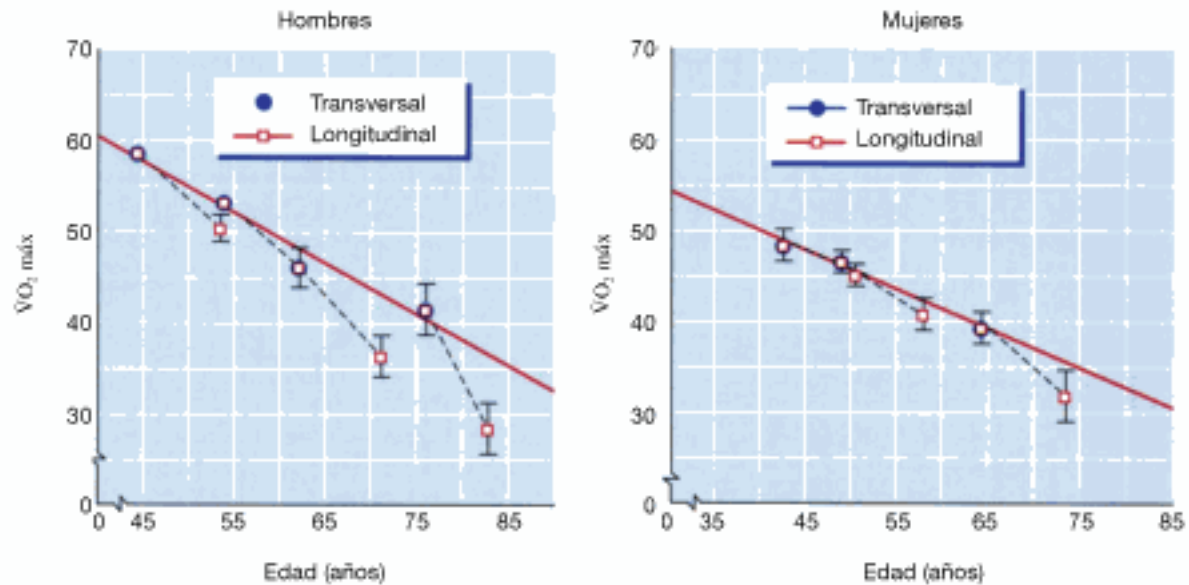 Hombres
70
60
50
40
30
0
V̇O₂ máx
Transversal
Longitudinal
0 45 55 65 75 85
Edad (años)
Mujeres
70
60
50
40
30
0
V̇O₂ máx
Transversal
Longitudinal
0 35 45 55 65 75 85
Edad (años)